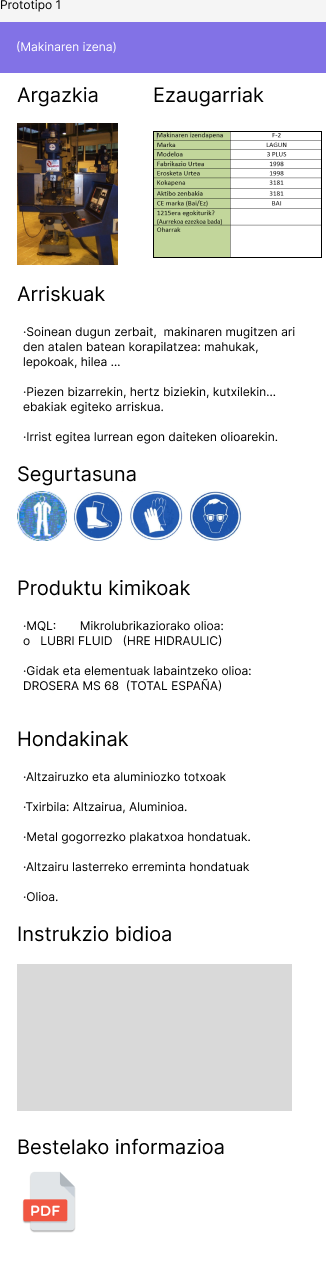 Prototipo 1
(Makinaren izena)
Argazkia
Ezaugarriak
Makinaren izendapena F-2
Marka LAGUN
Modeloa 3 PLUS
Fabrikazio Urtea 1998
Erosketa Urtea 1998
Kokapena 3181
Aktibo zenbakia 3181
CE marka (Bai/Ez) BAI
1215era egokiturik?
(Aurrekoa ezezkoa bada)
Oharrak
Arriskuak
·Soinean dugun zerbait, makinaren mugitzen ari
den atalen batean korapilatzea: mahukak,
lepokoak, hilea ...
·Piezen bizarrekin, hertz biziekin, kutxilekin...
ebakiak egiteko arriskua.
·Irrist egitea lurrean egon daiteken olioarekin.
Segurtasuna
Produktu kimikoak
·MQL: Mikrolubrikaziorako olioa:
o LUBRI FLUID (HRE HIDRAULIC)
·Gidak eta elementuak labaintzeko olioa:
DROSERA MS 68 (TOTAL ESPAÑA)
Hondakinak
·Altzairuzko eta aluminiozko totxoak
·Txirbila: Altzairua, Aluminioa.
·Metal gogorrezko plakatxoa hondatuak.
·Altzairu lasterreko erreminta hondatuak
·Olioa.
Instrukzio bidioa
Bestelako informazioa
PDF